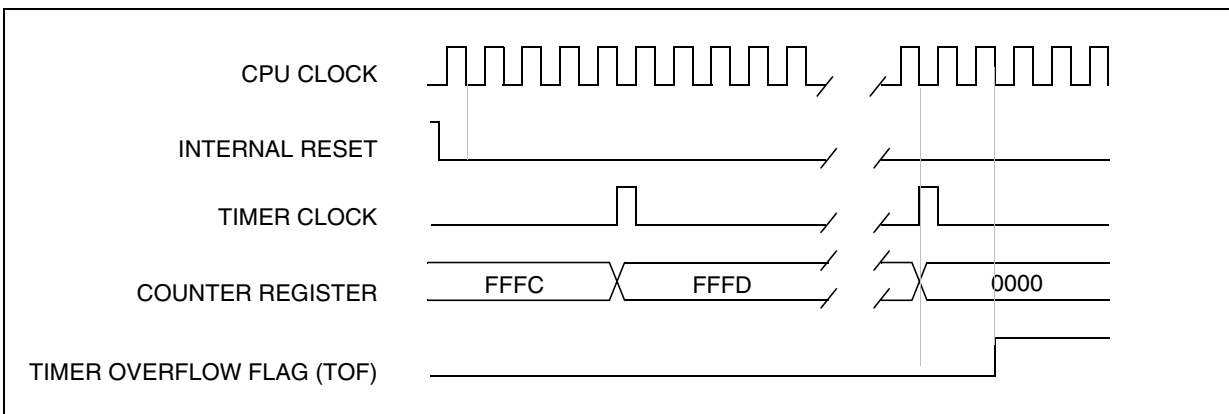 CPU CLOCK
INTERNAL RESET
TIMER CLOCK
COUNTER REGISTER
FFFC
FFFD
0000
TIMER OVERFLOW FLAG (TOF)